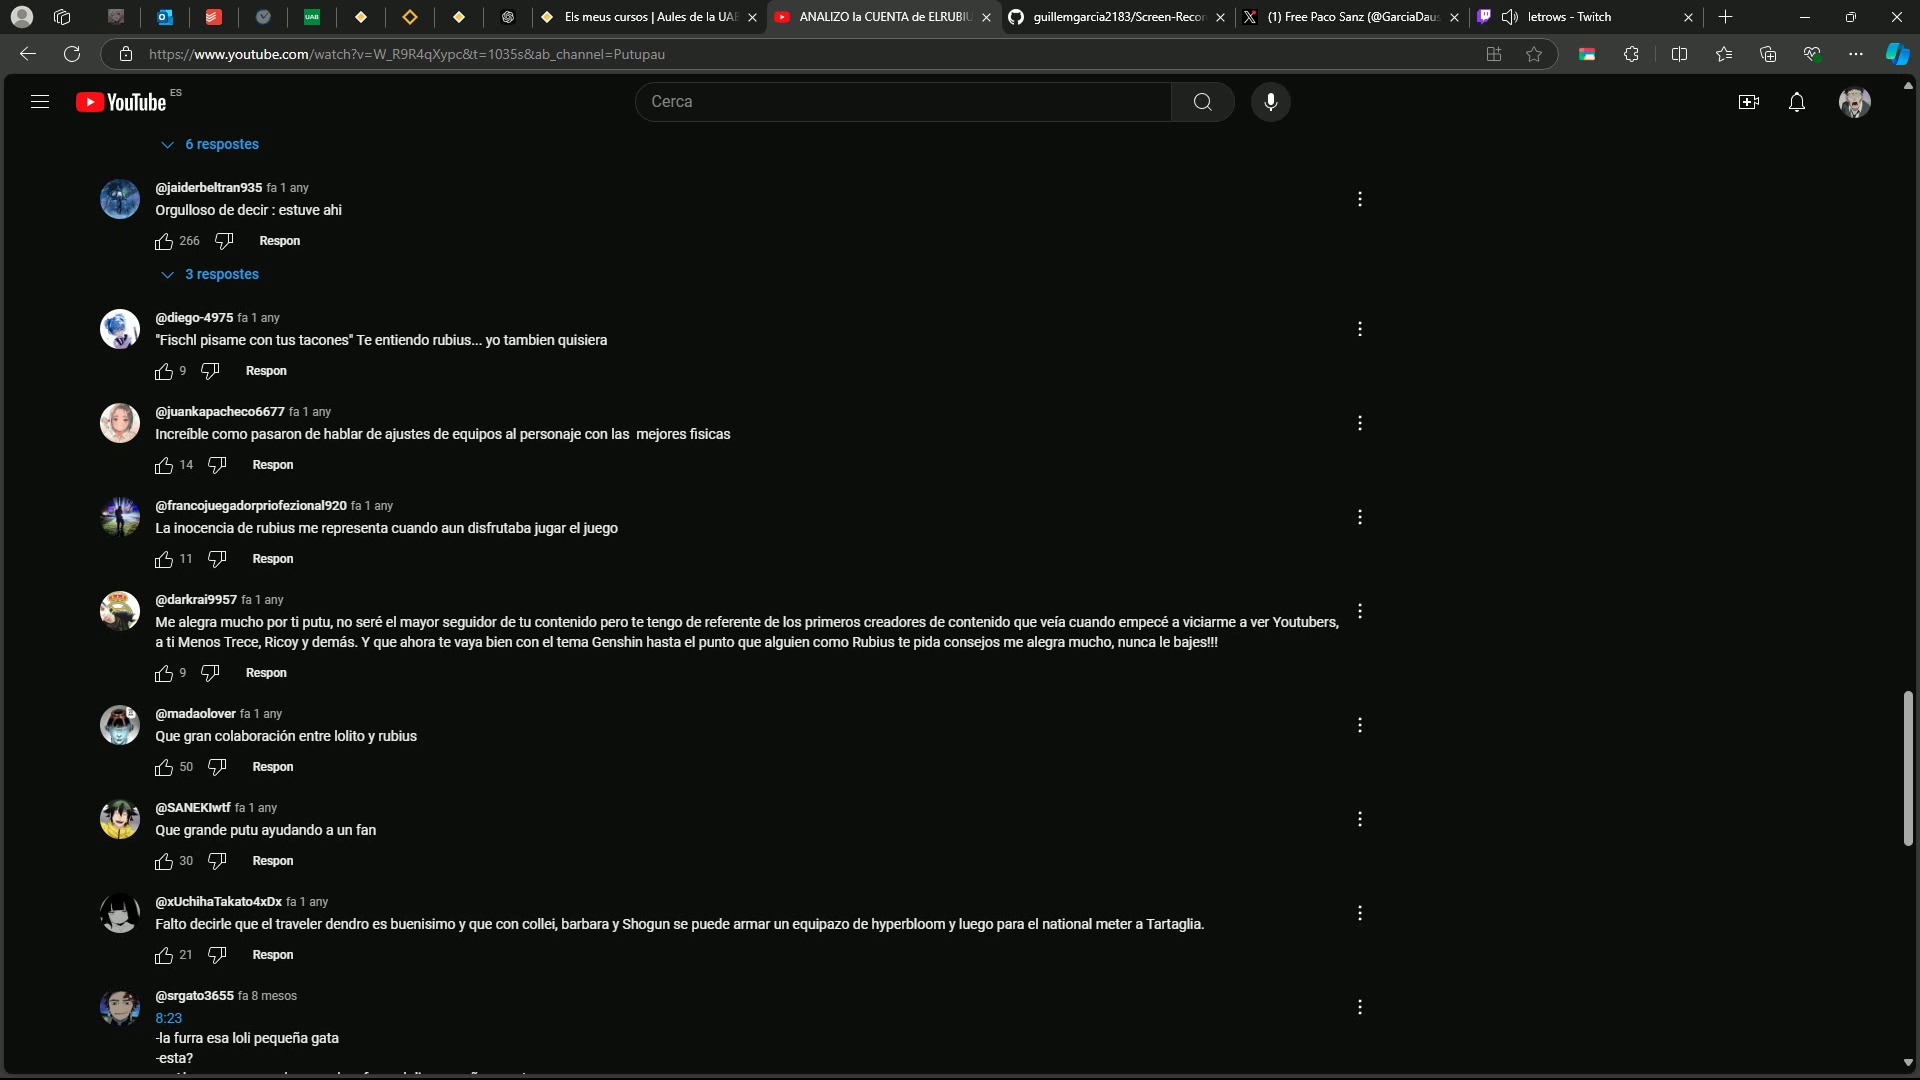 UAB
Els meus cursos | Aules de la UAB
ANALIZO la CUENTA de ELRUBIU
guillemgarcia2183/Screen-Recor
(1) Free Paco Sanz (@GarciaDaus
letrows - Twitch
https://www.youtube.com/watch?v=W_R9R4qXypc&t=1035s&ab_channel=Putupau
YouTube ES
Cerca
6 respostes
@jaiderbeltran935 fa 1 any
Orgulloso de decir : estuve ahi
266 Respon
3 respostes
@diego-4975 fa 1 any
"Fischl pisame con tus tacones" Te entiendo rubius... yo tambien quisiera
9 Respon
@juankapacheco6677 fa 1 any
Increíble como pasaron de hablar de ajustes de equipos al personaje con las mejores fisicas
14 Respon
@francojuegadorpriofezional920 fa 1 any
La inocencia de rubius me representa cuando aun disfrutaba jugar el juego
11 Respon
@darkrai9957 fa 1 any
Me alegra mucho por ti putu, no seré el mayor seguidor de tu contenido pero te tengo de referente de los primeros creadores de contenido que veía cuando empecé a viciarme a ver Youtubers,
a ti Menos Trece, Ricoy y demás. Y que ahora te vaya bien con el tema Genshin hasta el punto que alguien como Rubius te pida consejos me alegra mucho, nunca le bajes!!!
9 Respon
@madaolover fa 1 any
Que gran colaboración entre lolito y rubius
50 Respon
@SANEKIwtf fa 1 any
Que grande putu ayudando a un fan
30 Respon
@xUchihaTakato4xDx fa 1 any
Falto decirle que el traveler dendro es buenisimo y que con collei, barbara y Shogun se puede armar un equipazo de hyperbloom y luego para el national meter a Tartaglia.
21 Respon
@srgato3655 fa 8 mesos
8:23
-la furra esa loli pequeña gata
-esta?